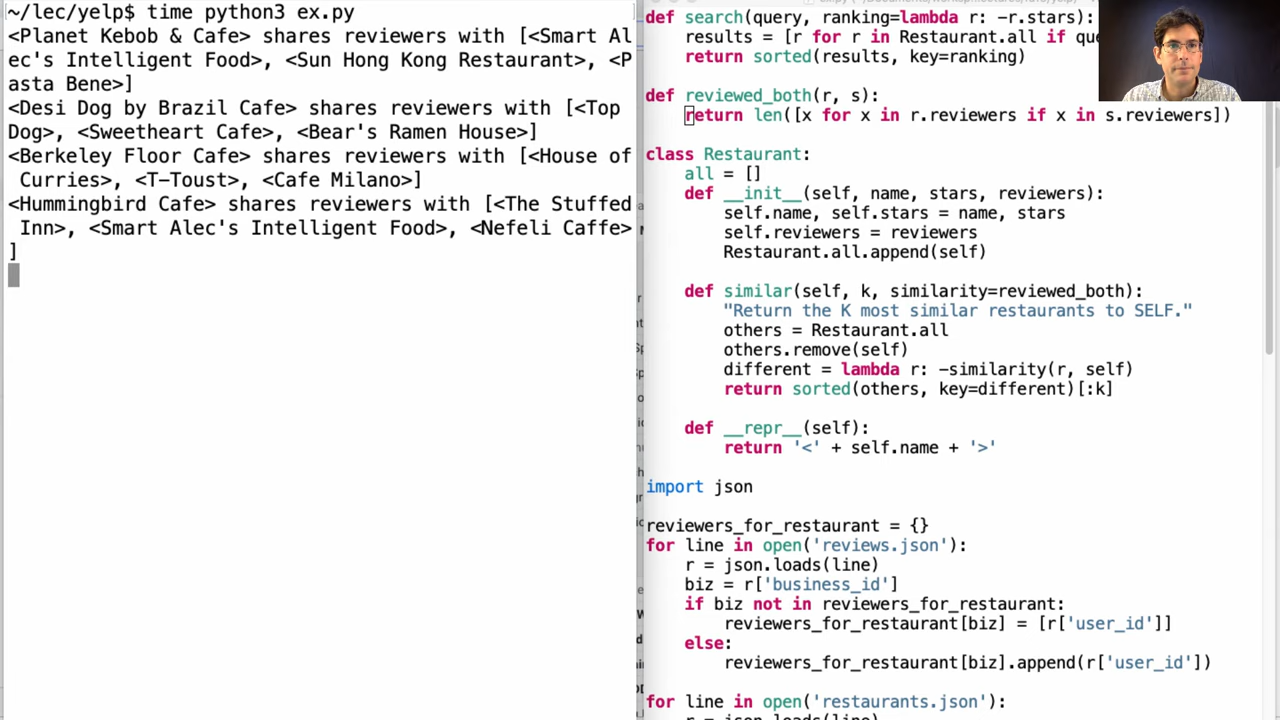 ~/lec/yelp$ time python3 ex.py
<Planet Kebob & Cafe> shares reviewers with [<Smart Al
ec's Intelligent Food>, <Sun Hong Kong Restaurant>, <P
asta Bene>]
<Desi Dog by Brazil Cafe> shares reviewers with [<Top
Dog>, <Sweetheart Cafe>, <Bear's Ramen House>]
<Berkeley Floor Cafe> shares reviewers with [<House of
Curries>, <T-Toust>, <Cafe Milano>]
<Hummingbird Cafe> shares reviewers with [<The Stuffed
Inn>, <Smart Alec's Intelligent Food>, <Nefeli Caffe>
]
def search(query, ranking=lambda r: -r.stars):
results = [r for r in Restaurant.all if que
return sorted(results, key=ranking)
def reviewed_both(r, s):
return len([x for x in r.reviewers if x in s.reviewers])
class Restaurant:
all = []
def __init__(self, name, stars, reviewers):
self.name, self.stars = name, stars
self.reviewers = reviewers
Restaurant.all.append(self)
def similar(self, k, similarity=reviewed_both):
"Return the K most similar restaurants to SELF."
others = Restaurant.all
others.remove(self)
different = lambda r: -similarity(r, self)
return sorted(others, key=different)[:k]
def __repr__(self):
return '<' + self.name + '>'
import json
reviewers_for_restaurant = {}
for line in open('reviews.json'):
r = json.loads(line)
biz = r['business_id']
if biz not in reviewers_for_restaurant:
reviewers_for_restaurant[biz] = [r['user_id']]
else:
reviewers_for_restaurant[biz].append(r['user_id'])
for line in open('restaurants.json'):
r = json.loads(line)